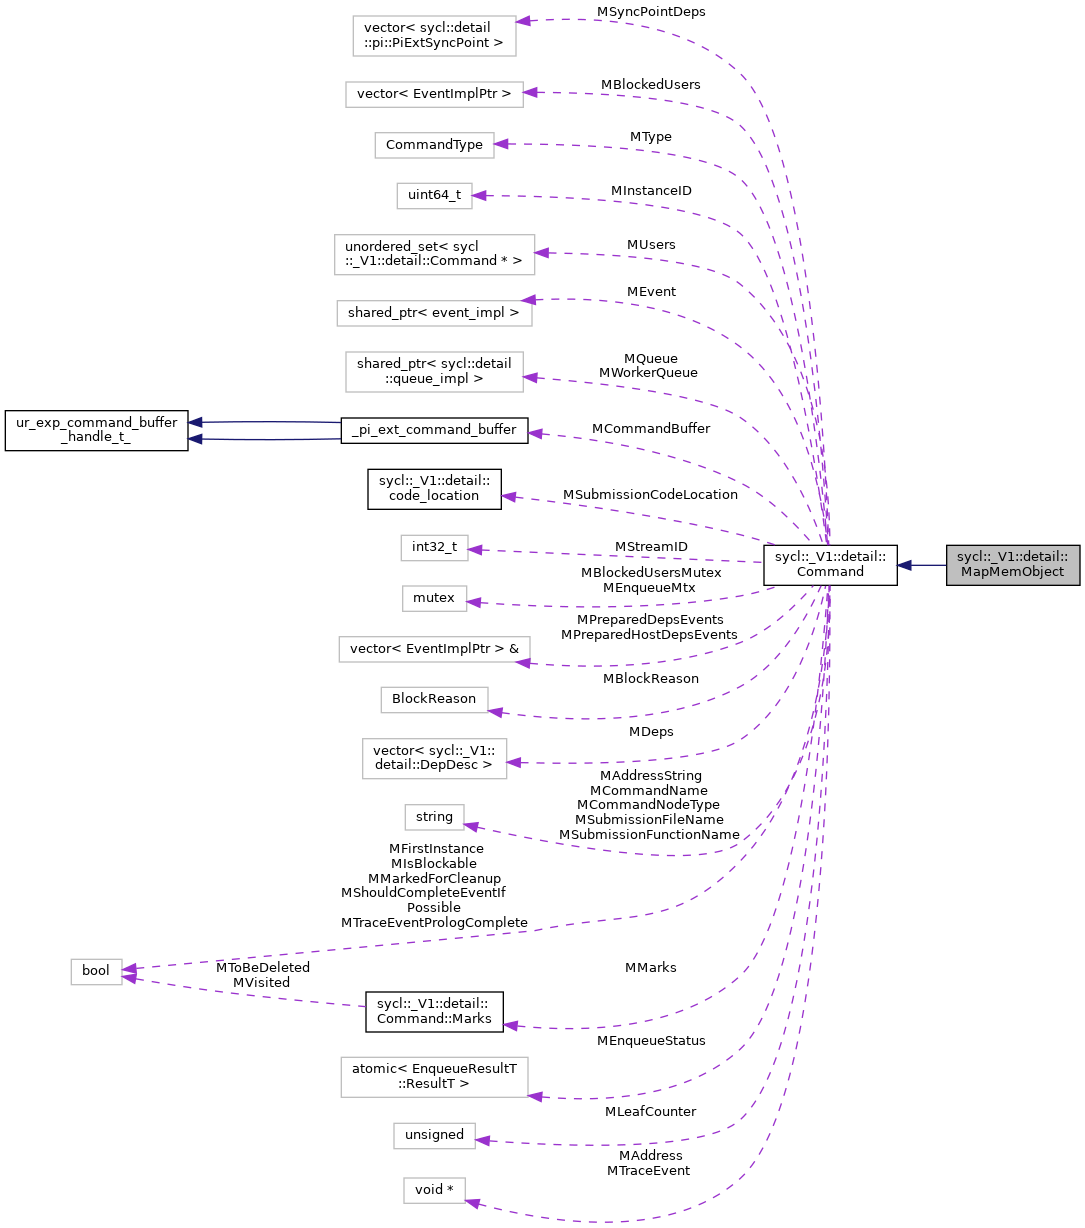 MSyncPointDeps
vector< sycl::detail
::pi::PiExtSyncPoint >
MBlockedUsers
vector< EventImplPtr >
MType
CommandType
MInstanceID
uint64_t
MUsers
unordered_set< sycl
::_V1::detail::Command * >
MEvent
shared_ptr< event_impl >
MQueue
MWorkerQueue
shared_ptr< sycl::detail
::queue_impl >
ur_exp_command_buffer
_handle_t_
_pi_ext_command_buffer
MCommandBuffer
sycl::_V1::detail::
code_location
MSubmissionCodeLocation
int32_t
MStreamID
sycl::_V1::detail::
Command
sycl::_V1::detail::
MapMemObject
MBlockedUsersMutex
MEnqueueMtx
mutex
MPreparedDepsEvents
MPreparedHostDepsEvents
vector< EventImplPtr > &
MBlockReason
BlockReason
MDeps
vector< sycl::_V1::
detail::DepDesc >
MAddressString
MCommandName
MCommandNodeType
MSubmissionFileName
MSubmissionFunctionName
string
MFirstInstance
MIsBlockable
MMarkedForCleanup
MShouldCompleteEventIf
Possible
MTraceEventPrologComplete
bool
MToBeDeleted
MVisited
MMarks
sycl::_V1::detail::
Command::Marks
MEnqueueStatus
atomic< EnqueueResultT
::ResultT >
MLeafCounter
unsigned
MAddress
MTraceEvent
void *